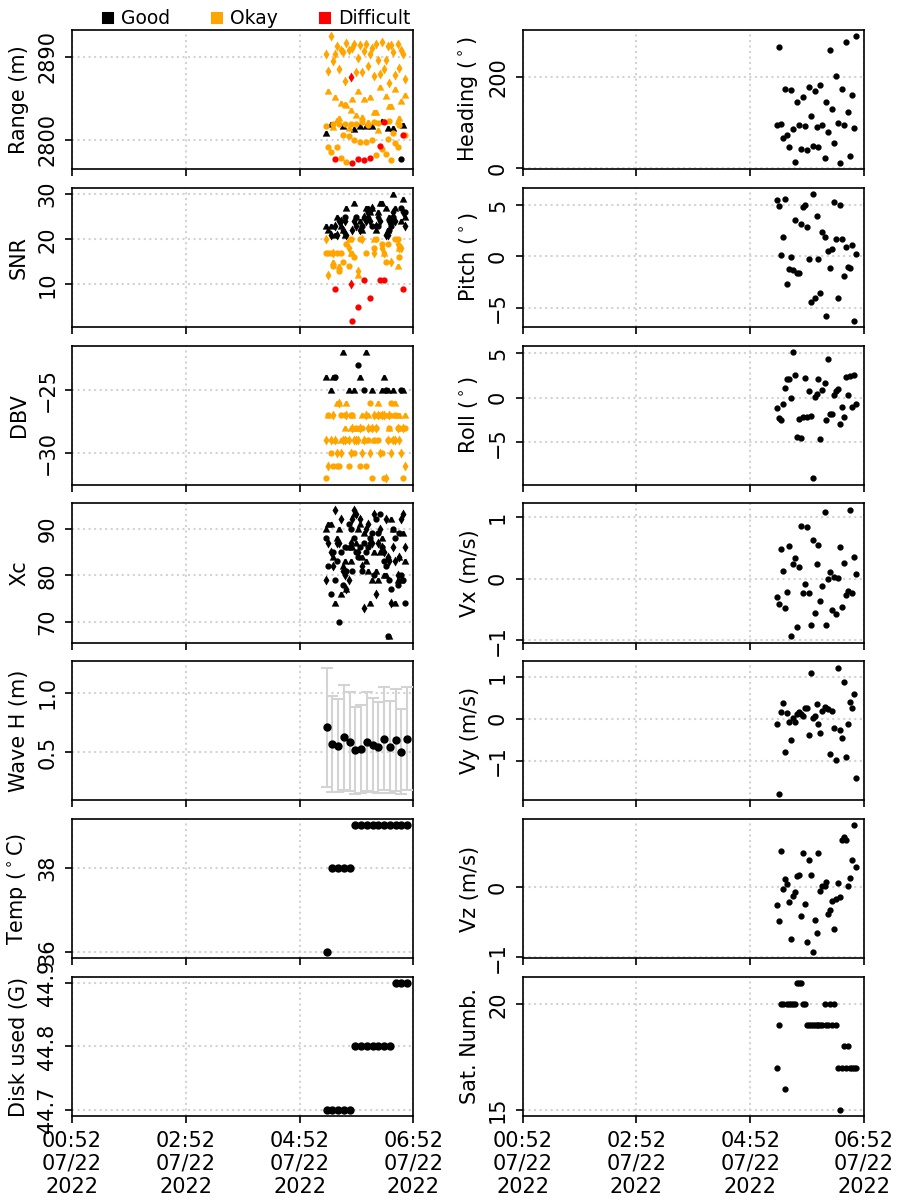 Good Okay Difficult
Range (m)
2890
2800
Heading (°)
200
0
SNR
30
20
10
Pitch (°)
5
0
−5
DBV
−25
−30
Roll (°)
5
0
−5
Xc
90
80
70
Vx (m/s)
1
0
−1
Wave H (m)
1.0
0.5
Vy (m/s)
1
0
−1
Temp (°C)
38
36
Vz (m/s)
0
−1
Disk used (G)
44.9
44.8
44.7
Sat. Numb.
20
15
00:52 02:52 04:52 06:52 00:52 02:52 04:52 06:52
07/22 07/22 07/22 07/22 07/22 07/22 07/22 07/22
2022 2022 2022 2022 2022 2022 2022 2022